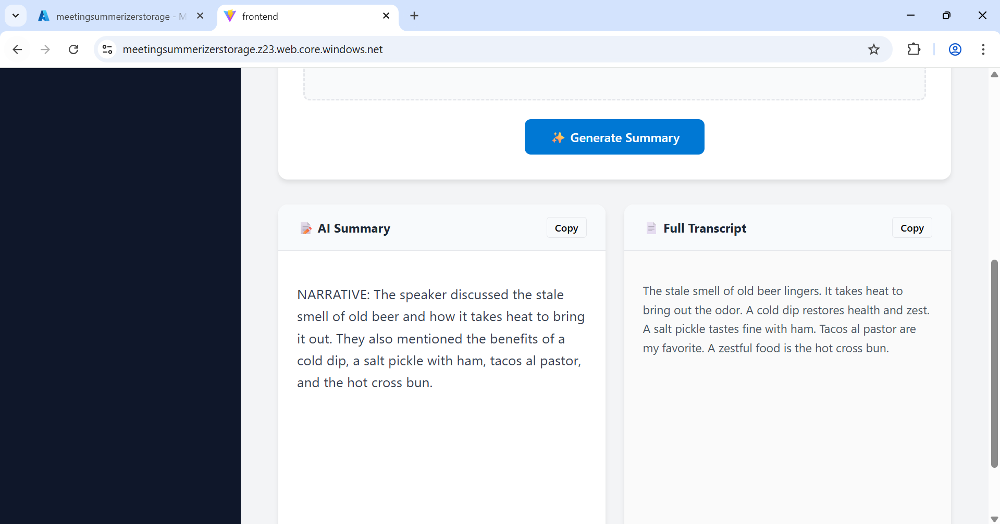 meetingsummerizerstorage - M
frontend
meetingsummerizerstorage.z23.web.core.windows.net
Generate Summary
AI Summary
Copy
NARRATIVE: The speaker discussed the stale
smell of old beer and how it takes heat to bring
it out. They also mentioned the benefits of a
cold dip, a salt pickle with ham, tacos al pastor,
and the hot cross bun.
Full Transcript
Copy
The stale smell of old beer lingers. It takes heat to
bring out the odor. A cold dip restores health and zest.
A salt pickle tastes fine with ham. Tacos al pastor are
my favorite. A zestful food is the hot cross bun.